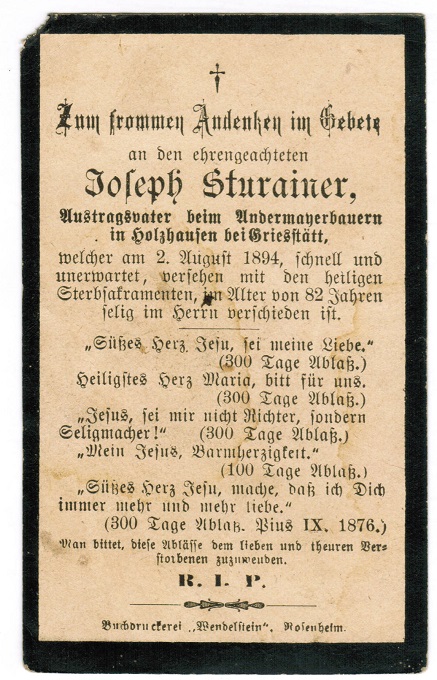 Zum frommen Andenken im Gebete
an den ehrengeachteten
Joseph Sturainer,
Austragsvater beim Andermayerbauern
in Holzhausen bei Griesstätt,
welcher am 2. August 1894, schnell und
unerwartet, versehen mit den heiligen
Sterbsakramenten, im Alter von 82 Jahren
selig im Herrn verschieden ist.
„Süßes Herz Jesu, sei meine Liebe."
(300 Tage Ablaß.)
Heiligstes Herz Maria, bitt für uns.
(300 Tage Ablaß.)
„Jesus, sei mir nicht Richter, sondern
Seligmacher!" (300 Tage Ablaß.)
„Mein Jesus, Barmherzigkeit."
(100 Tage Ablaß.)
„Süßes Herz Jesu, mache, daß ich Dich
immer mehr und mehr liebe."
(300 Tage Ablaß. Pius IX. 1876.)
Man bittet, diese Ablässe dem lieben und theuren Ver-
storbenen zuzuwenden.
R. I. P.
Buchdruckerei „Wendelstein", Rosenheim.